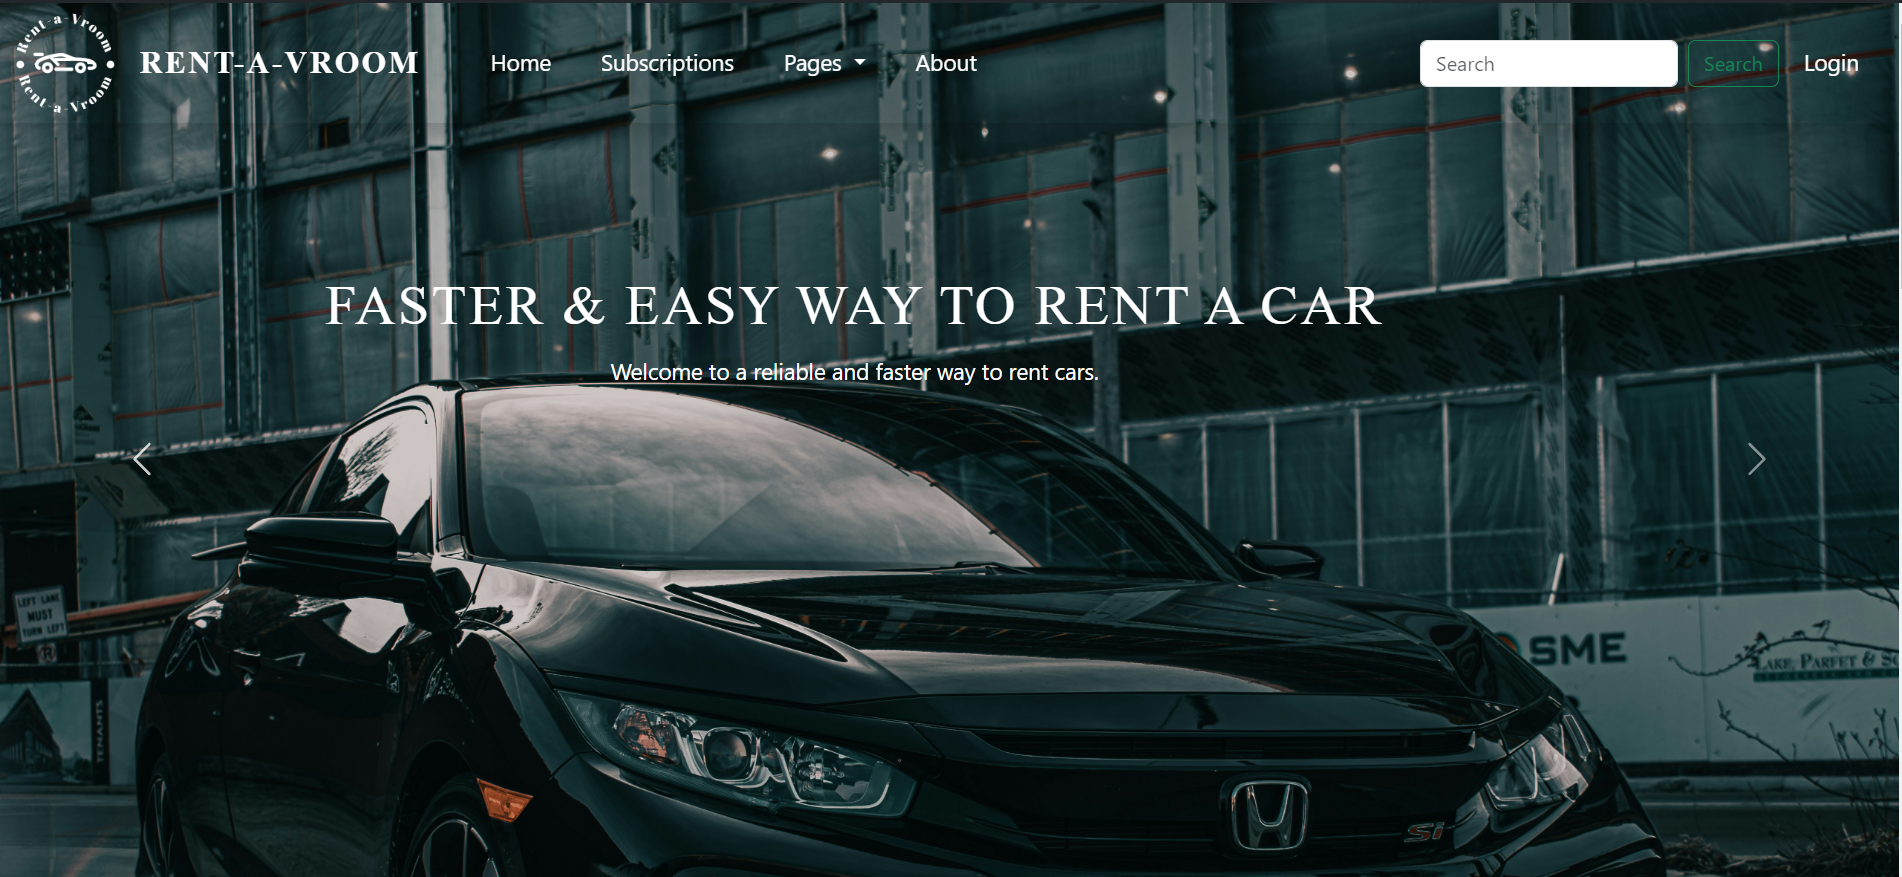 Rent-a-Vroom
Rent-a-Vroom
RENT-A-VROOM
Home
Subscriptions
Pages
About
Search
Search
Login
FASTER & EASY WAY TO RENT A CAR
Welcome to a reliable and faster way to rent cars.
LEFT LANE
MUST
TURN LEFT
R
SME
LAKE, PARFET &
TENANTS
Si